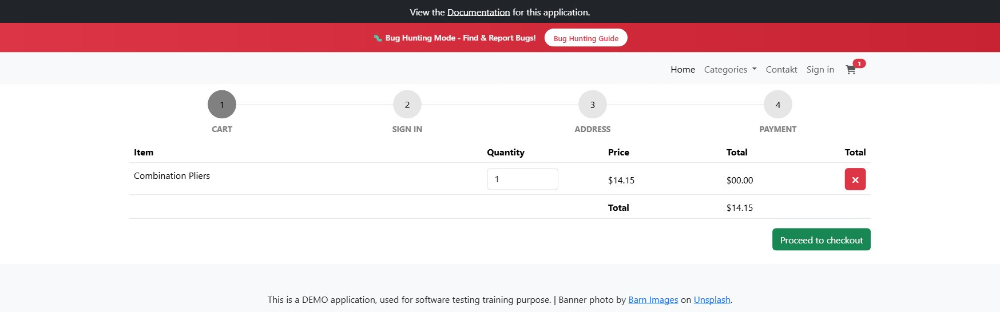 View the Documentation for this application.
Bug Hunting Mode - Find & Report Bugs! Bug Hunting Guide
Home Categories Contakt Sign in 1
1 2 3 4
CART SIGN IN ADDRESS PAYMENT
Item Quantity Price Total Total
Combination Pliers 1 $14.15 $00.00
Total $14.15
Proceed to checkout
This is a DEMO application, used for software testing training purpose. | Banner photo by Barn Images on Unsplash.